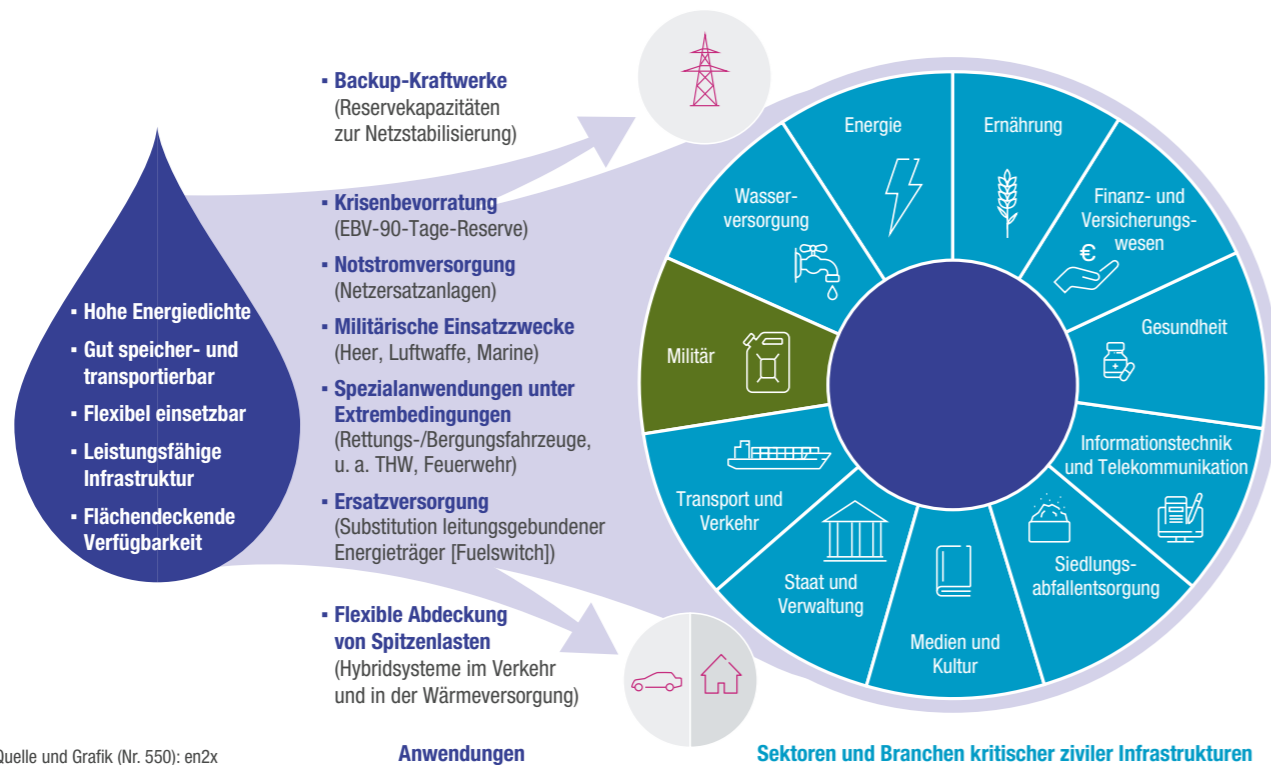 ▪ Hohe Energiedichte
▪ Gut speicher- und
transportierbar
▪ Flexibel einsetzbar
▪ Leistungsfähige
Infrastruktur
▪ Flächendeckende
Verfügbarkeit
▪ Backup-Kraftwerke
(Reservekapazitäten
zur Netzstabilisierung)
▪ Krisenbevorratung
(EBV-90-Tage-Reserve)
▪ Notstromversorgung
(Netzersatzanlagen)
▪ Militärische Einsatzzwecke
(Heer, Luftwaffe, Marine)
▪ Spezialanwendungen unter
Extrembedingungen
(Rettungs-/Bergungsfahrzeuge,
u. a. THW, Feuerwehr)
▪ Ersatzversorgung
(Substitution leitungsgebundener
Energieträger [Fuelswitch])
▪ Flexible Abdeckung
von Spitzenlasten
(Hybridsysteme im Verkehr
und in der Wärmeversorgung)
Energie
Ernährung
Finanz- und
Versicherungs-
wesen
€
Gesundheit
Informationstechnik
und Telekommunikation
Siedlungs-
abfallentsorgung
Medien und
Kultur
Staat und
Verwaltung
Transport und
Verkehr
Militär
Wasser-
versorgung
Quelle und Grafik (Nr. 550): en2x
Anwendungen
Sektoren und Branchen kritischer ziviler Infrastrukturen